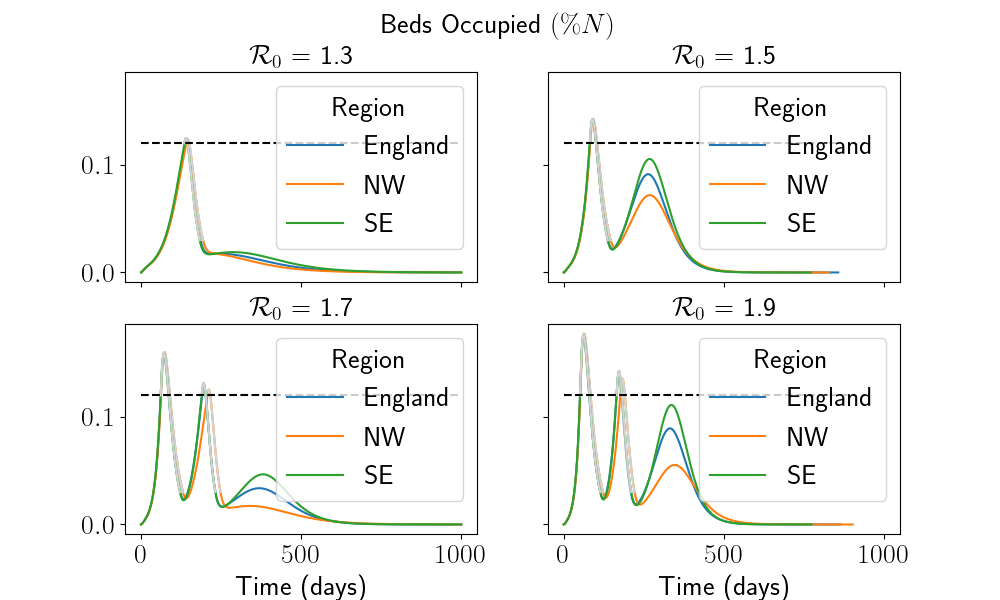 Beds Occupied (%N)
ℛ₀ = 1.3
0.1
0.0
Region
England
NW
SE
ℛ₀ = 1.5
Region
England
NW
SE
ℛ₀ = 1.7
0.1
0.0
0
500
1000
Time (days)
Region
England
NW
SE
ℛ₀ = 1.9
0
500
1000
Time (days)
Region
England
NW
SE